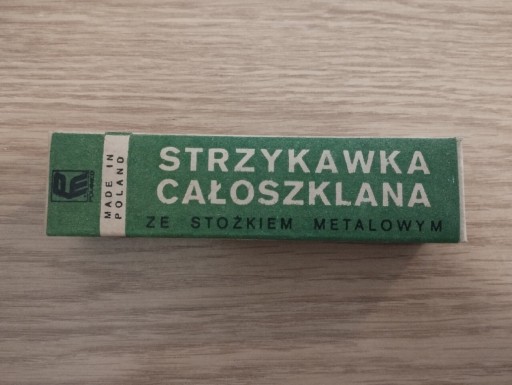 MADE IN
POLAND
STRZYKAWKA
CAŁOSZKLANA
ZE STOŻKIEM METALOWYM